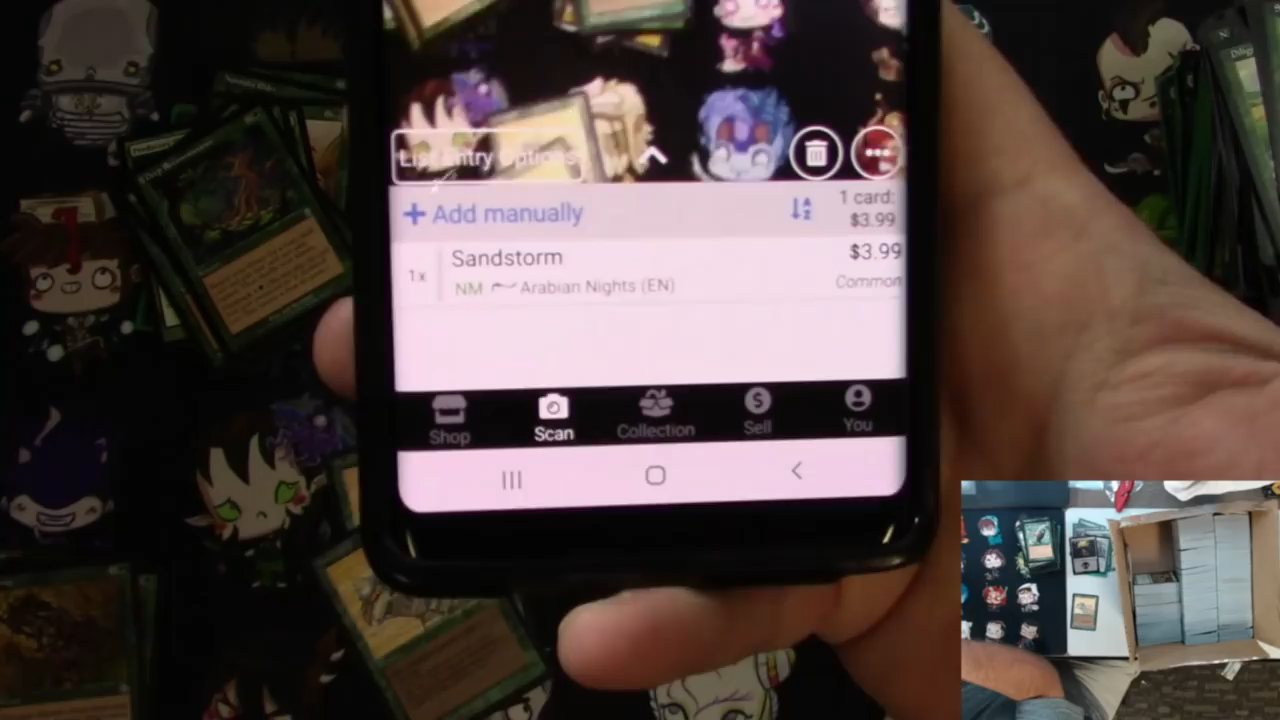 List Entry Options
+ Add manually
1 card:
$3.99
Sandstorm
$3.99
1x
NM Arabian Nights (EN)
Common
Shop
Scan
Collection
Sell
You